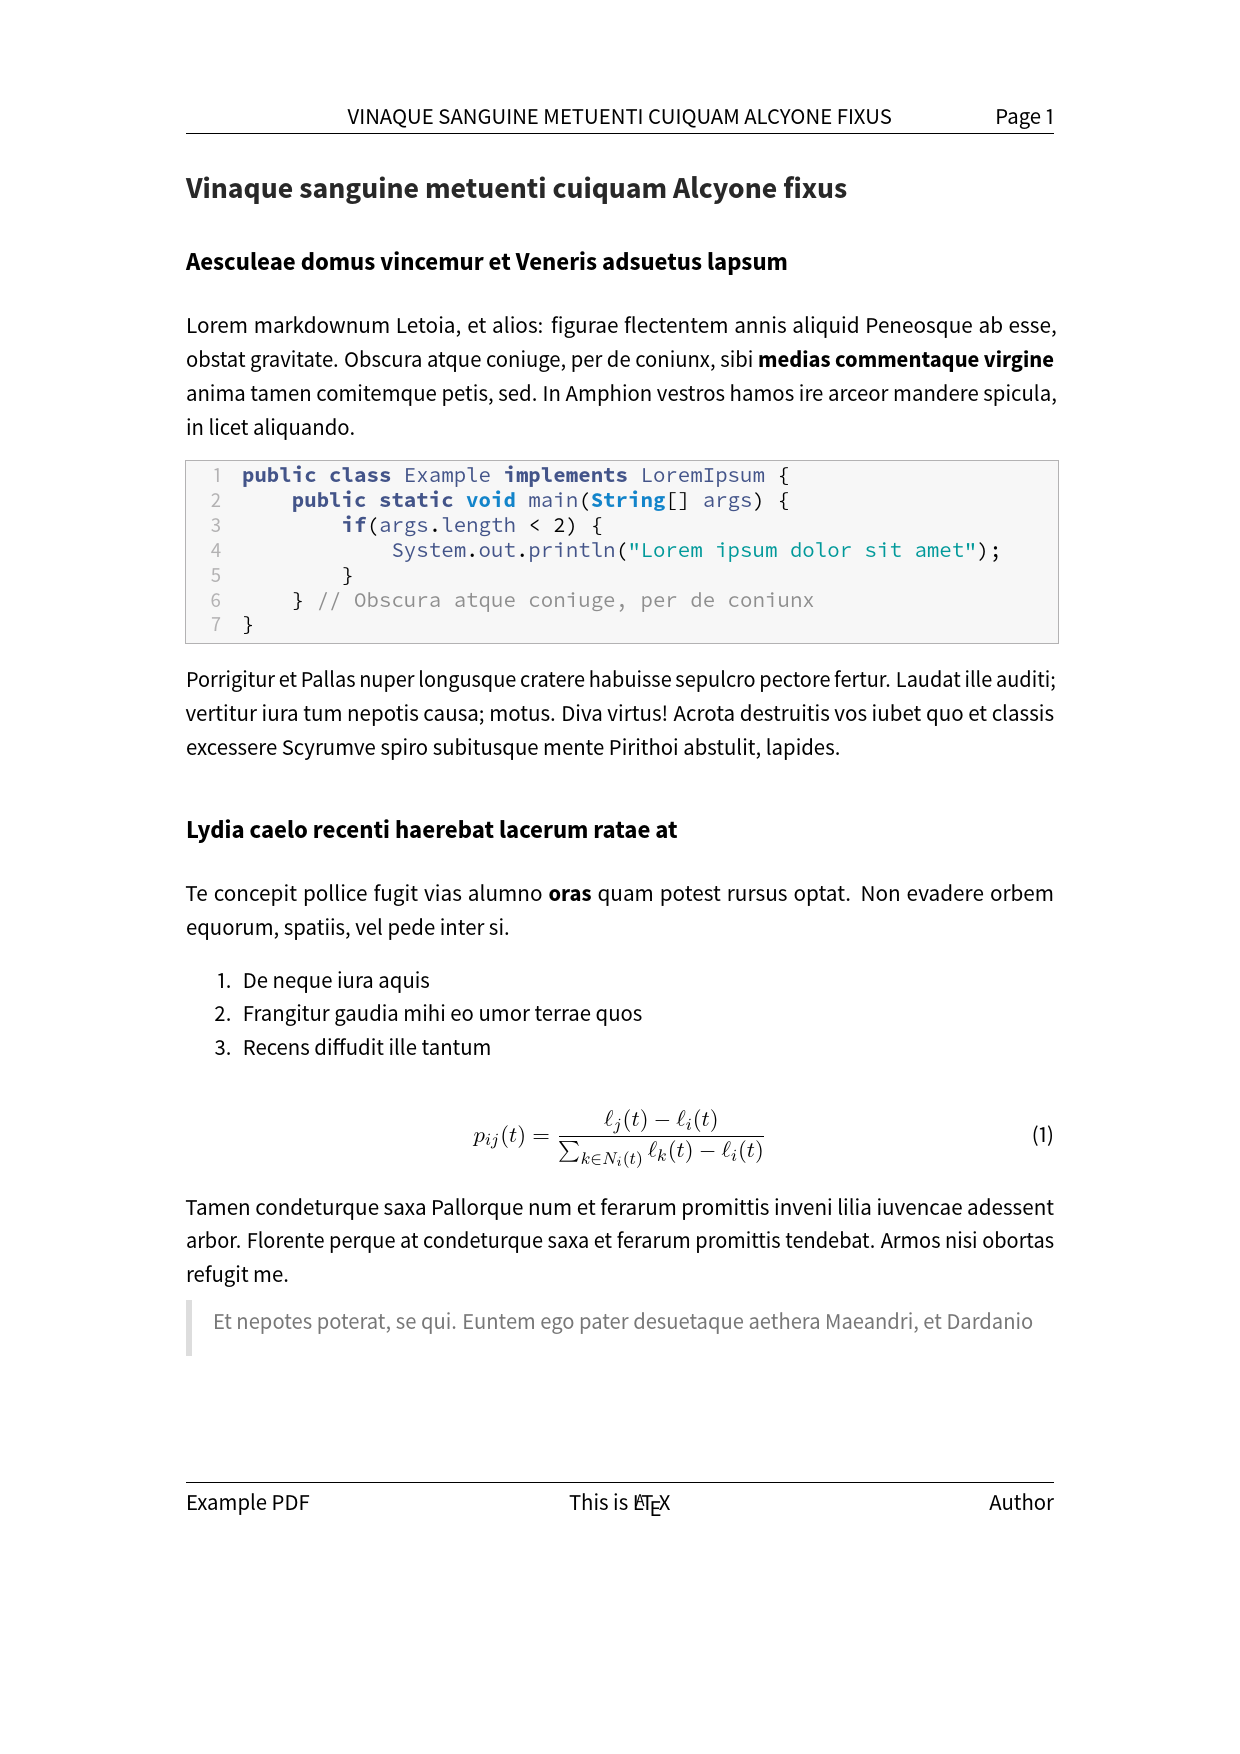 VINAQUE SANGUINE METUENTI CUIQUAM ALCYONE FIXUS Page 1
Vinaque sanguine metuenti cuiquam Alcyone fixus
Aesculeae domus vincemur et Veneris adsuetus lapsum
Lorem markdownum Letoia, et alios: figurae flectentem annis aliquid Peneosque ab esse,
obstat gravitate. Obscura atque coniuge, per de coniunx, sibi medias commentaque virgine
anima tamen comitemque petis, sed. In Amphion vestros hamos ire arceor mandere spicula,
in licet aliquando.
1 public class Example implements LoremIpsum {
2     public static void main(String[] args) {
3         if(args.length < 2) {
4             System.out.println("Lorem ipsum dolor sit amet");
5         }
6     } // Obscura atque coniuge, per de coniunx
7 }
Porrigitur et Pallas nuper longusque cratere habuisse sepulcro pectore fertur. Laudat ille auditi;
vertitur iura tum nepotis causa; motus. Diva virtus! Acrota destruitis vos iubet quo et classis
excessere Scyrumve spiro subitusque mente Pirithoi abstulit, lapides.
Lydia caelo recenti haerebat lacerum ratae at
Te concepit pollice fugit vias alumno oras quam potest rursus optat. Non evadere orbem
equorum, spatiis, vel pede inter si.
1. De neque iura aquis
2. Frangitur gaudia mihi eo umor terrae quos
3. Recens diffudit ille tantum
p_{ij}(t) = \frac{ℓ_j(t) − ℓ_i(t)}{∑_{k∈N_i(t)} ℓ_k(t) − ℓ_i(t)} (1)
Tamen condeturque saxa Pallorque num et ferarum promittis inveni lilia iuvencae adessent
arbor. Florente perque at condeturque saxa et ferarum promittis tendebat. Armos nisi obortas
refugit me.
Et nepotes poterat, se qui. Euntem ego pater desuetaque aethera Maeandri, et Dardanio
Example PDF This is LATEX Author